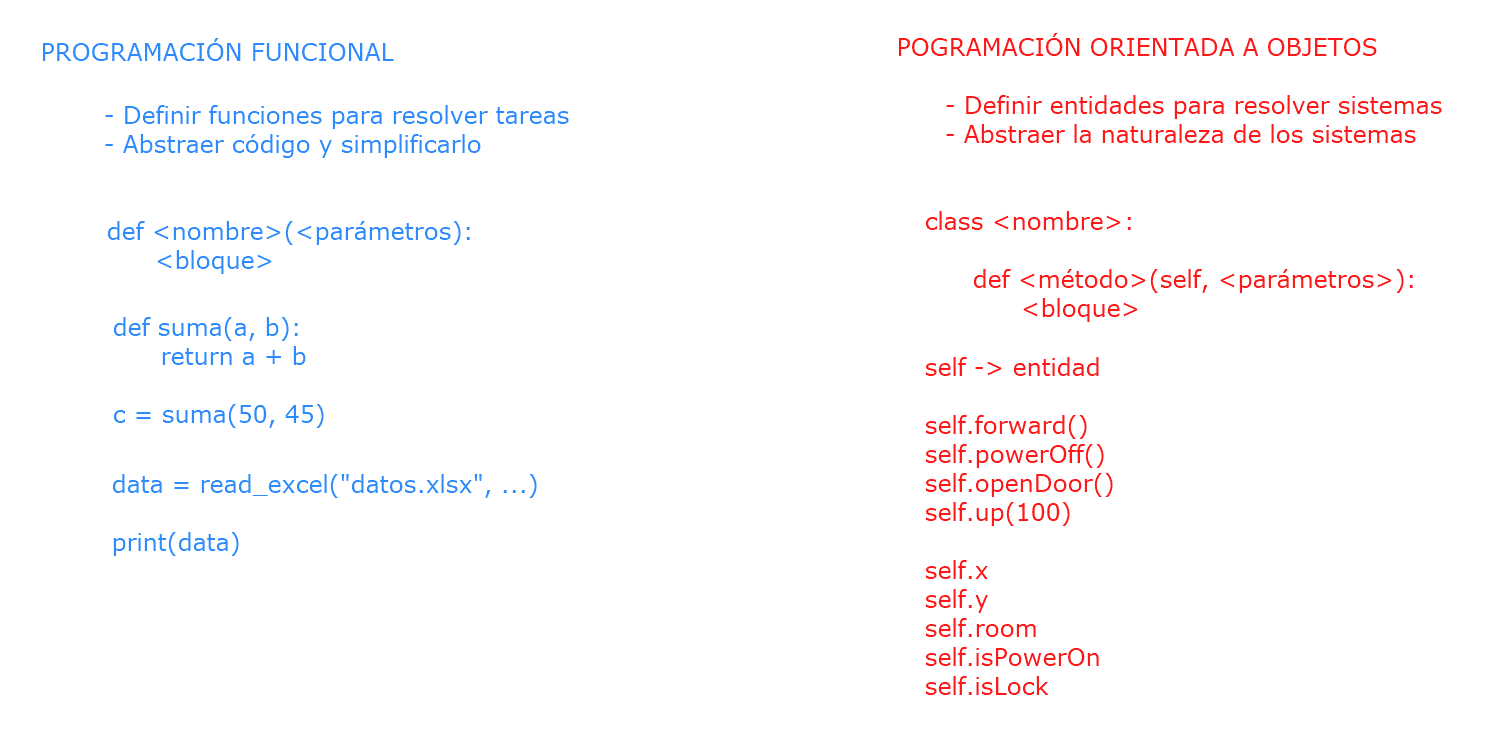 PROGRAMACIÓN FUNCIONAL
- Definir funciones para resolver tareas
- Abstraer código y simplificarlo
def <nombre>(<parámetros):
<bloque>
def suma(a, b):
return a + b
c = suma(50, 45)
data = read_excel("datos.xlsx", ...)
print(data)
POGRAMACIÓN ORIENTADA A OBJETOS
- Definir entidades para resolver sistemas
- Abstraer la naturaleza de los sistemas
class <nombre>:
def <método>(self, <parámetros>):
<bloque>
self -> entidad
self.forward()
self.powerOff()
self.openDoor()
self.up(100)
self.x
self.y
self.room
self.isPowerOn
self.isLock